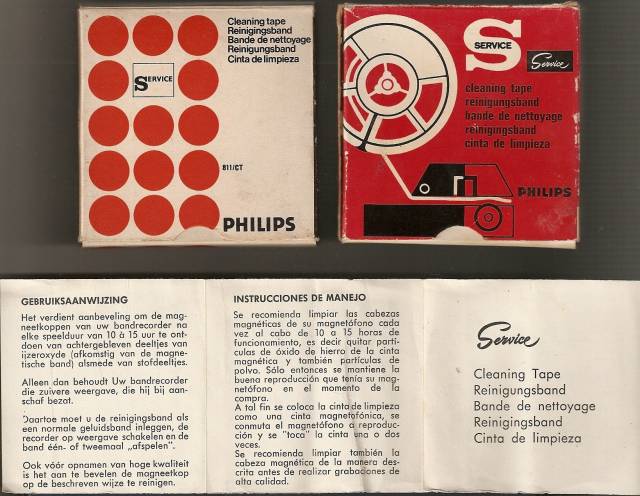 Cleaning tape
Reinigingsband
Bande de nettoyage
Reinigungsband
Cinta de limpieza
SERVICE
811/CT
PHILIPS
S
SERVICE
Service
cleaning tape
reinigungsband
bande de nettoyage
reinigingsband
cinta de limpieza
PHILIPS
GEBRUIKSAANWIJZING
Het verdient aanbeveling om de mag-
neetkoppen van uw bandrecorder na
elke speelduur van 10 à 15 uur te ont-
doen van achtergebleven deeltjes van
ijzeroxyde (afkomstig van de magne-
tische band) alsmede van stofdeeltjes.
Alleen dan behoudt Uw bandrecorder
die zuivere weergave, die hij bij aan-
schaf bezat.
Daartoe moet u de reinigingsband als
een normale geluidsband inleggen, de
recorder op weergave schakelen en de
band één- of tweemaal „afspelen”.
Ook vóór opnamen van hoge kwaliteit
is het aan te bevelen de magneetkop
op de beschreven wijze te reinigen.
INSTRUCCIONES DE MANEJO
Se recomienda limpiar las cabezas
magnéticas de su magnetófono cada
vez al cabo de 10 a 15 horas de
funcionamiento, es decir quitar partí-
culas de óxido de hierro de la cinta
magnética y también partículas de
polvo. Sólo entonces se mantiene la
buena reproducción que tenía su mag-
netófono en el momento de la
compra.
A tal fin se coloca la cinta de limpieza
como una cinta magnetofónica, se
conmuta el magnetófono a reproduc-
ción y se "toca" la cinta una o dos
veces.
Se recomienda limpiar también la
cabeza magnética de la manera des-
crita antes de realizar grabaciones de
alta calidad.
Service
Cleaning Tape
Reinigungsband
Bande de nettoyage
Reinigingsband
Cinta de limpieza